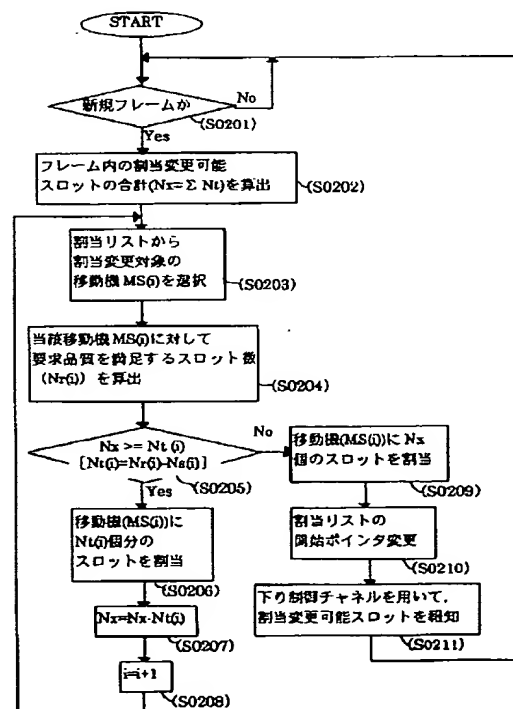 START
新規フレームか
No
(S0201)
Yes
フレーム内の割当変更可能
スロットの合計(Nx=Σ Nt)を算出
(S0202)
割当リストから
割当変更対象の
移動機 MS(i)を選択
(S0203)
当該移動機 MS(i)に対して
要求品質を満足するスロット数
(Nr(i)) を算出
(S0204)
Nx >= Nt (i)
[Nt(i)=Nr(i)-Ns(i)]
No
(S0205)
Yes
移動機(MS(i))に
Nt(i)個分の
スロットを割当
(S0206)
Nx=Nx-Nt(i)
(S0207)
i=i+1
(S0208)
移動機(MS(i))に Nx
個のスロットを割当
(S0209)
割当リストの
開始ポインタ変更
(S0210)
下り制御チャネルを用いて,
割当変更可能スロットを報知
(S0211)